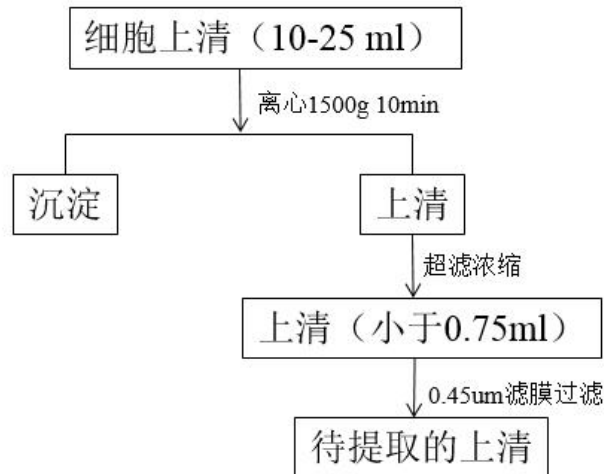 细胞上清（10-25 ml）
离心1500g 10min
沉淀
上清
超滤浓缩
上清（小于0.75ml）
0.45um滤膜过滤
待提取的上清